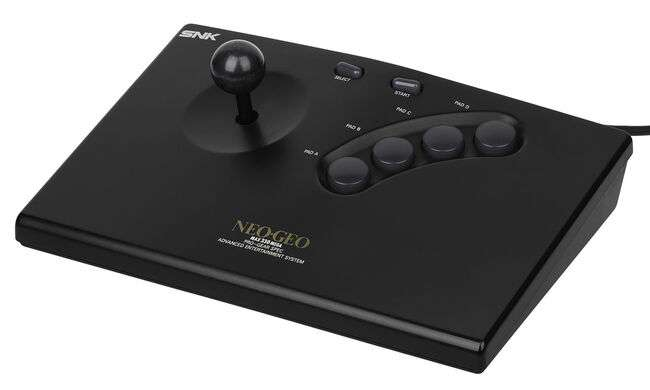 SNK
SELECT
START
PAD D
PAD C
PAD B
PAD A
NEO·GEO
MAX 330 MEGA
PRO-GEAR SPEC
ADVANCED ENTERTAINMENT SYSTEM